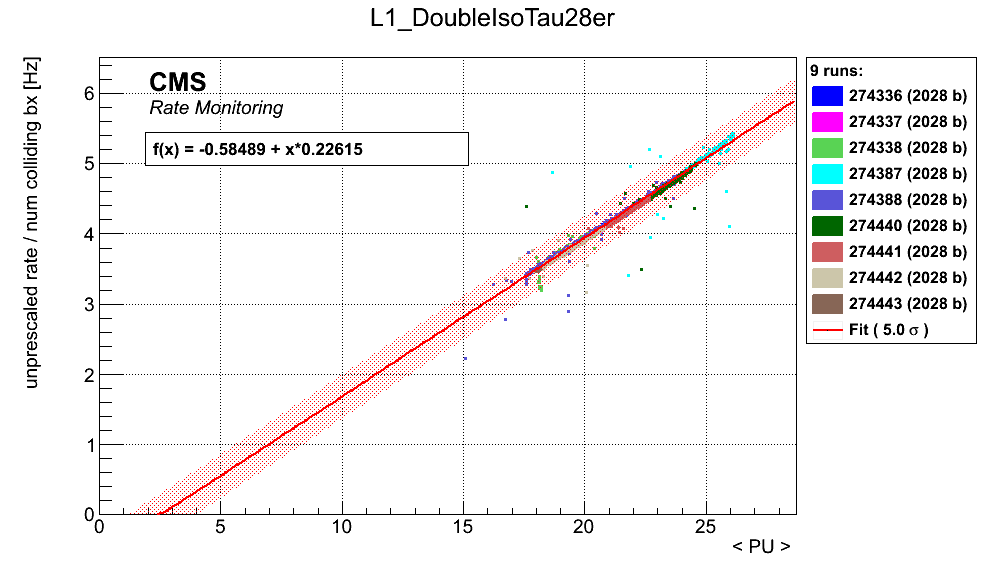 L1_DoubleIsoTau28er
unprescaled rate / num colliding bx [Hz]
CMS
Rate Monitoring
f(x) = -0.58489 + x*0.22615
6
5
4
3
2
1
0
0 5 10 15 20 25
< PU >
9 runs:
274336 (2028 b)
274337 (2028 b)
274338 (2028 b)
274387 (2028 b)
274388 (2028 b)
274440 (2028 b)
274441 (2028 b)
274442 (2028 b)
274443 (2028 b)
Fit ( 5.0 σ )